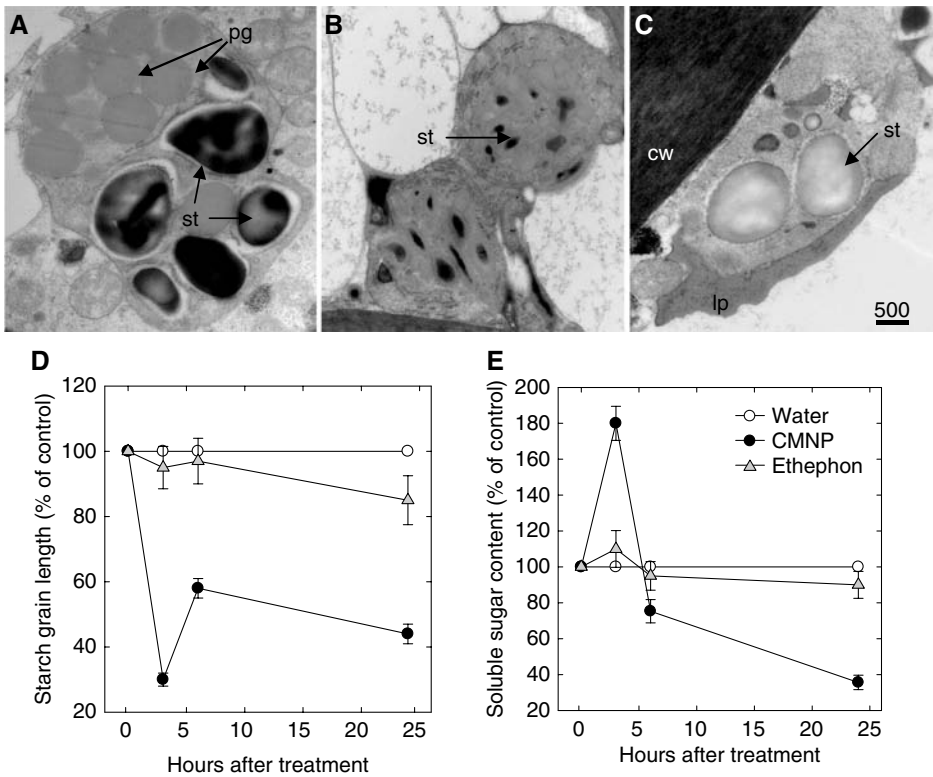 A
pg
st
B
st
C
st
cw
lp
500
D
120
100
80
60
40
20
0
5
10
15
20
25
Starch grain length (% of control)
Hours after treatment
E
200
180
160
140
120
100
80
60
40
20
0
5
10
15
20
25
Soluble sugar content (% of control)
Hours after treatment
Water
CMNP
Ethephon